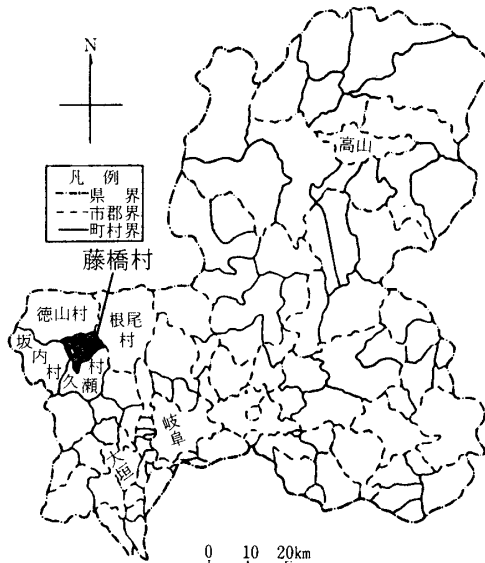 N
高山
凡例
県界
市郡界
町村界
藤橋村
徳山村
根尾村
坂内村
久瀬村
岐阜
大垣
0 10 20km